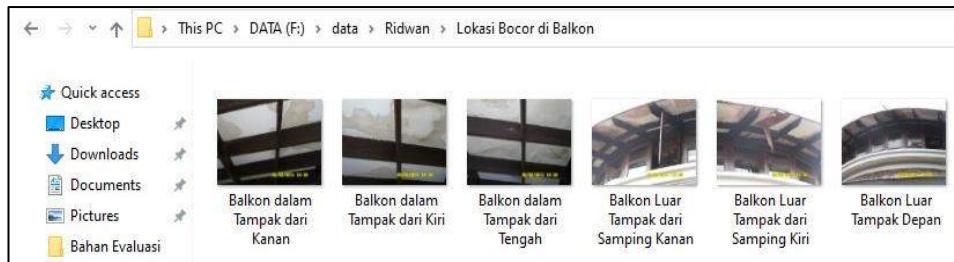 This PC > DATA (F:) > data > Ridwan > Lokasi Bocor di Balkon
Quick access
Desktop
Downloads
Documents
Pictures
Bahan Evaluasi
Balkon dalam
Tampak dari
Kanan
Balkon dalam
Tampak dari Kiri
Balkon dalam
Tampak dari
Tengah
Balkon Luar
Tampak dari
Samping Kanan
Balkon Luar
Tampak dari
Samping Kiri
Balkon Luar
Tampak Depan